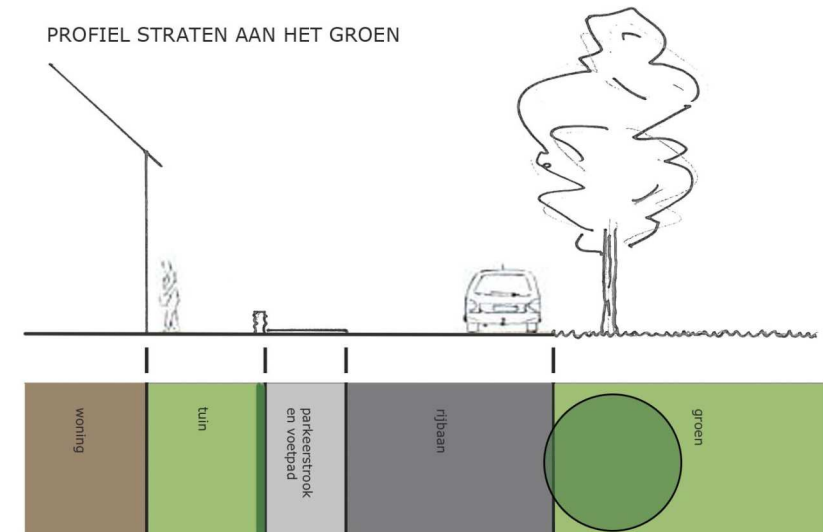 PROFIEL STRATEN AAN HET GROEN
woning
tuin
parkeerstrook
en voetpad
rijbaan
groen